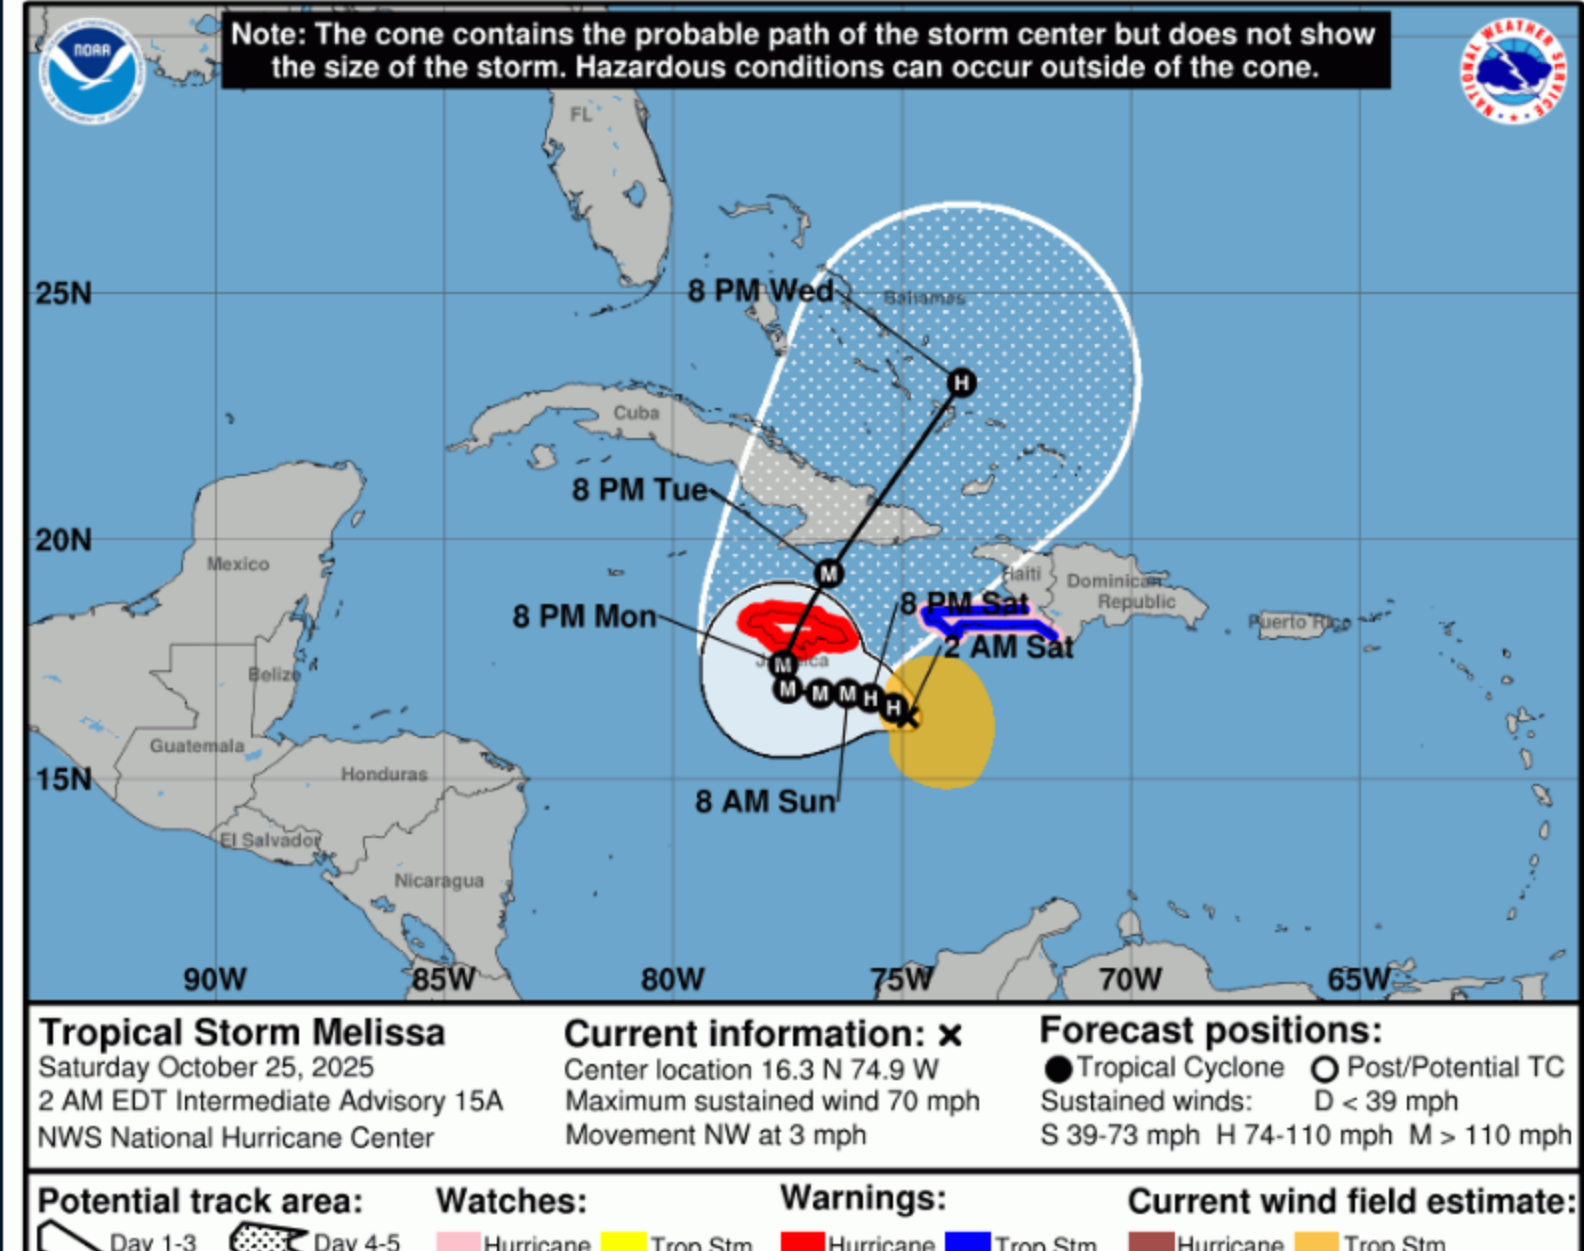 Note: The cone contains the probable path of the storm center but does not show
the size of the storm. Hazardous conditions can occur outside of the cone.
NOAA
NATIONAL WEATHER SERVICE
FL
25N
8 PM Wed
Bahamas
H
Cuba
8 PM Tue
20N
Mexico
M
Haiti
Dominican
Republic
8 PM Sat
8 PM Mon
Puerto Rico
2 AM Sat
Belize
M
M M M H H
Guatemala
Honduras
15N
8 AM Sun
El Salvador
Nicaragua
90W 85W 80W 75W 70W 65W
Tropical Storm Melissa
Saturday October 25, 2025
2 AM EDT Intermediate Advisory 15A
NWS National Hurricane Center
Current information: ×
Center location 16.3 N 74.9 W
Maximum sustained wind 70 mph
Movement NW at 3 mph
Forecast positions:
Tropical Cyclone Post/Potential TC
Sustained winds: D < 39 mph
S 39-73 mph H 74-110 mph M > 110 mph
Potential track area:
Day 1-3 Day 4-5
Watches:
Hurricane Trop Stm
Warnings:
Hurricane Trop Stm
Current wind field estimate:
Hurricane Trop Stm